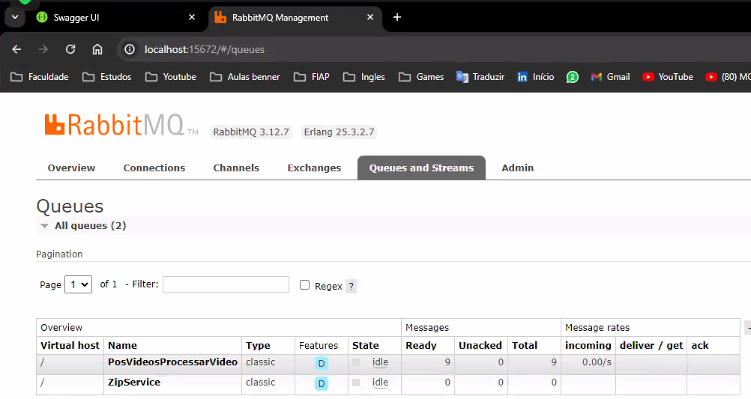 Swagger UI × RabbitMQ Management × +
localhost:15672/#/queues
Faculdade Estudos Youtube Aulas benner FIAP Ingles Games Traduzir Início 2 Gmail YouTube (80) MO
RabbitMQ TM RabbitMQ 3.12.7 Erlang 25.3.2.7
Overview Connections Channels Exchanges Queues and Streams Admin
Queues
All queues (2)
Pagination
Page 1 of 1 - Filter: Regex ?
Overview Messages Message rates
Virtual host Name Type Features State Ready Unacked Total incoming deliver / get ack
/ PosVideosProcessarVideo classic D idle 9 0 9 0.00/s
/ ZipService classic D idle 0 0 0